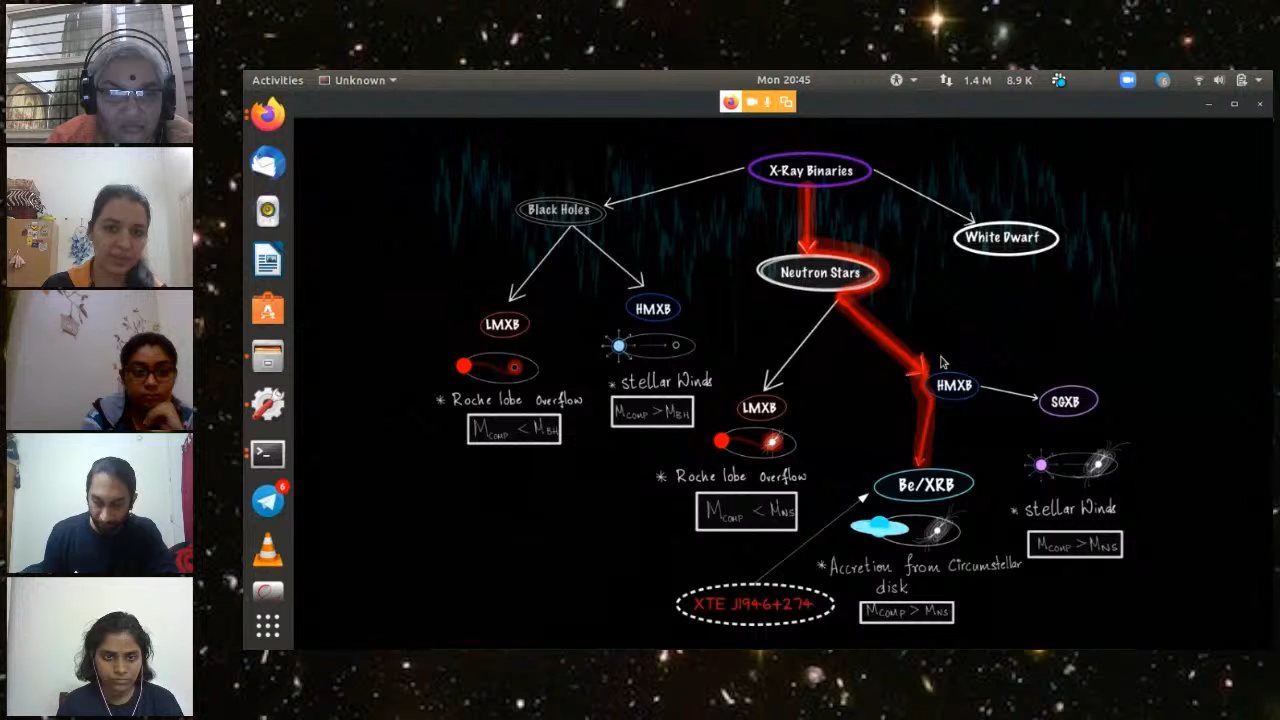 Activities
Unknown
Mon 20:45
1.4 M 8.9 K
X-Ray Binaries
Black Holes
White Dwarf
Neutron Stars
LMXB
HMXB
* Roche lobe Overflow
M_COMP < M_BH
* stellar Winds
M_COMP > M_BH
LMXB
HMXB
SGXB
* Roche lobe Overflow
M_COMP < M_NS
Be/XRB
* stellar Winds
M_COMP > M_NS
* Accretion from Circumstellar
disk
M_COMP > M_NS
XTE J1946+274
6